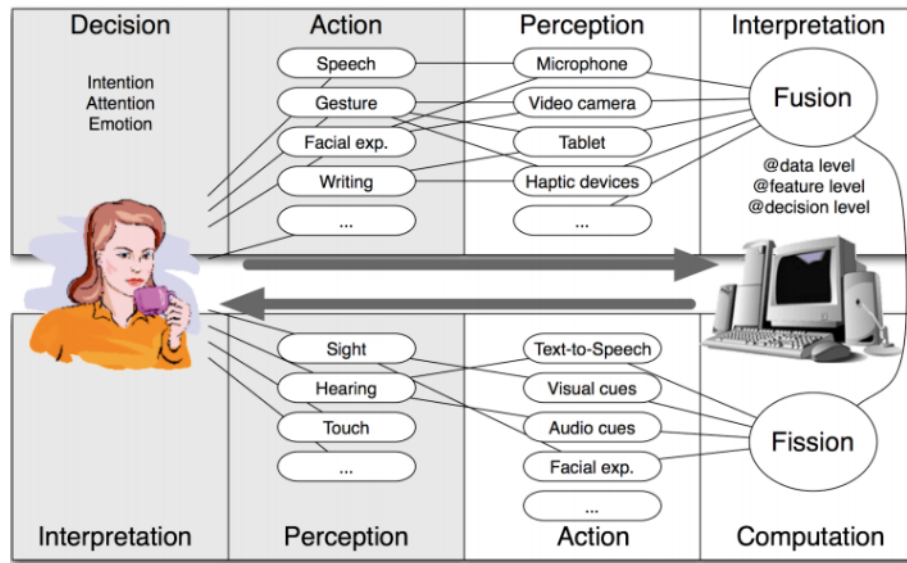 Decision
Intention
Attention
Emotion
Action
Speech
Gesture
Facial exp.
Writing
...
Perception
Microphone
Video camera
Tablet
Haptic devices
...
Interpretation
Fusion
@data level
@feature level
@decision level
Interpretation
Sight
Hearing
Touch
...
Perception
Text-to-Speech
Visual cues
Audio cues
Facial exp.
...
Action
Fission
Computation